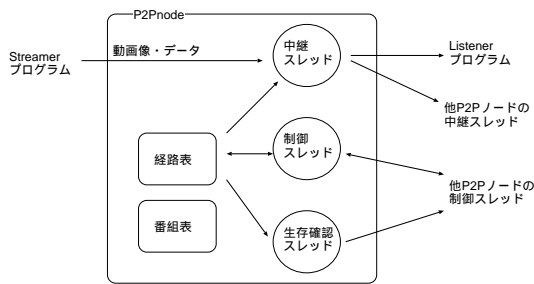 P2Pnode
Streamer
プログラム
動画像・データ
中継
スレッド
Listener
プログラム
他P2Pノードの
中継スレッド
経路表
制御
スレッド
他P2Pノードの
制御スレッド
番組表
生存確認
スレッド